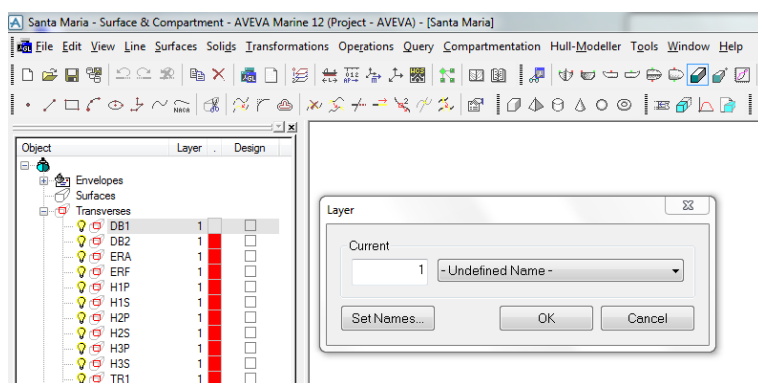 Santa Maria - Surface & Compartment - AVEVA Marine 12 (Project - AVEVA) - [Santa Maria]
File Edit View Line Surfaces Solids Transformations Operations Query Compartmentation Hull-Modeller Tools Window Help
NACA
Object Layer . Design
Envelopes
Surfaces
Transverses
DB1 1
DB2 1
ERA 1
ERF 1
H1P 1
H1S 1
H2P 1
H2S 1
H3P 1
H3S 1
TR1 1
Layer
Current
1 - Undefined Name -
Set Names... OK Cancel